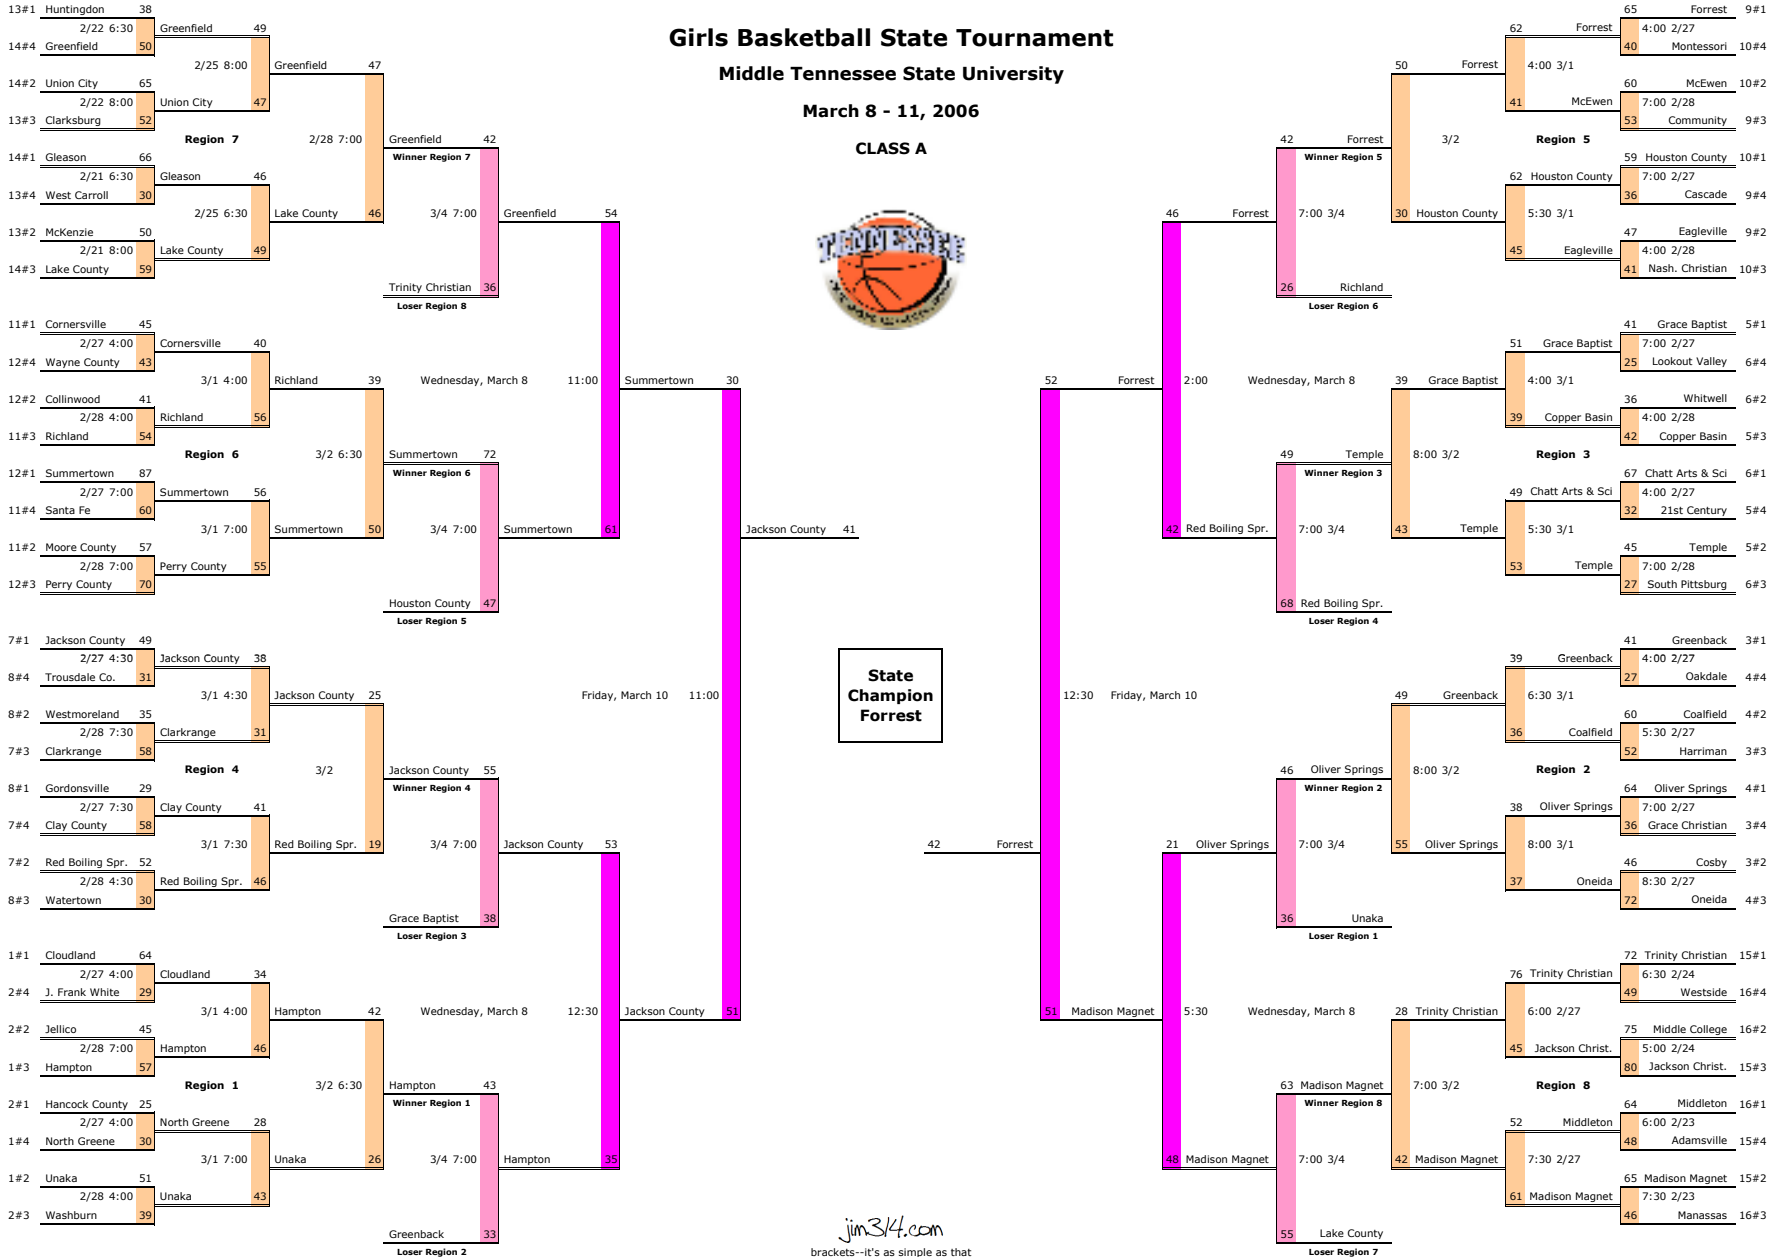 Girls Basketball State Tournament
Middle Tennessee State University
March 8 - 11, 2006
CLASS A
TENNESSEE
13#1 Huntingdon 38
2/22 6:30 Greenfield 49
14#4 Greenfield 50
2/25 8:00 Greenfield 47
14#2 Union City 65
2/22 8:00 Union City 47
13#3 Clarksburg 52
Region 7 2/28 7:00 Greenfield 42
Winner Region 7
14#1 Gleason 66
2/21 6:30 Gleason 46
13#4 West Carroll 30
2/25 6:30 Lake County 46 3/4 7:00 Greenfield 54
13#2 McKenzie 50
2/21 8:00 Lake County 49
14#3 Lake County 59
Trinity Christian 36
Loser Region 8
11#1 Cornersville 45
2/27 4:00 Cornersville 40
12#4 Wayne County 43
3/1 4:00 Richland 39 Wednesday, March 8 11:00 Summertown 30
12#2 Collinwood 41
2/28 4:00 Richland 56
11#3 Richland 54
Region 6 3/2 6:30 Summertown 72
Winner Region 6
12#1 Summertown 87
2/27 7:00 Summertown 56
11#4 Santa Fe 60
3/1 7:00 Summertown 50 3/4 7:00 Summertown 61 Jackson County 41
11#2 Moore County 57
2/28 7:00 Perry County 55
12#3 Perry County 70
Houston County 47
Loser Region 5
7#1 Jackson County 49
2/27 4:30 Jackson County 38
8#4 Trousdale Co. 31
3/1 4:30 Jackson County 25 Friday, March 10 11:00
8#2 Westmoreland 35
2/28 7:30 Clarkrange 31
7#3 Clarkrange 58
Region 4 3/2 Jackson County 55
Winner Region 4
8#1 Gordonsville 29
2/27 7:30 Clay County 41
7#4 Clay County 58
3/1 7:30 Red Boiling Spr. 19 3/4 7:00 Jackson County 53
7#2 Red Boiling Spr. 52
2/28 4:30 Red Boiling Spr. 46
8#3 Watertown 30
Grace Baptist 38
Loser Region 3
1#1 Cloudland 64
2/27 4:00 Cloudland 34
2#4 J. Frank White 29
3/1 4:00 Hampton 42 Wednesday, March 8 12:30 Jackson County 51
2#2 Jellico 45
2/28 7:00 Hampton 46
1#3 Hampton 57
Region 1 3/2 6:30 Hampton 43
Winner Region 1
2#1 Hancock County 25
2/27 4:00 North Greene 28
1#4 North Greene 30
3/1 7:00 Unaka 26 3/4 7:00 Hampton 35
1#2 Unaka 51
2/28 4:00 Unaka 43
2#3 Washburn 39
Greenback 33
Loser Region 2
State
Champion
Forrest
65 Forrest 9#1
62 Forrest 4:00 2/27
40 Montessori 10#4
50 Forrest 4:00 3/1
60 McEwen 10#2
41 McEwen 7:00 2/28
53 Community 9#3
42 Forrest 3/2 Region 5
Winner Region 5
59 Houston County 10#1
62 Houston County 7:00 2/27
36 Cascade 9#4
46 Forrest 7:00 3/4 30 Houston County 5:30 3/1
47 Eagleville 9#2
45 Eagleville 4:00 2/28
41 Nash. Christian 10#3
26 Richland
Loser Region 6
41 Grace Baptist 5#1
51 Grace Baptist 7:00 2/27
25 Lookout Valley 6#4
52 Forrest 2:00 Wednesday, March 8 39 Grace Baptist 4:00 3/1
36 Whitwell 6#2
39 Copper Basin 4:00 2/28
42 Copper Basin 5#3
49 Temple 8:00 3/2 Region 3
Winner Region 3
67 Chatt Arts & Sci 6#1
49 Chatt Arts & Sci 4:00 2/27
32 21st Century 5#4
42 Red Boiling Spr. 7:00 3/4 43 Temple 5:30 3/1
45 Temple 5#2
53 Temple 7:00 2/28
27 South Pittsburg 6#3
68 Red Boiling Spr.
Loser Region 4
41 Greenback 3#1
39 Greenback 4:00 2/27
27 Oakdale 4#4
12:30 Friday, March 10 49 Greenback 6:30 3/1
60 Coalfield 4#2
36 Coalfield 5:30 2/27
52 Harriman 3#3
46 Oliver Springs 8:00 3/2 Region 2
Winner Region 2
64 Oliver Springs 4#1
38 Oliver Springs 7:00 2/27
36 Grace Christian 3#4
42 Forrest 21 Oliver Springs 7:00 3/4 55 Oliver Springs 8:00 3/1
46 Cosby 3#2
37 Oneida 8:30 2/27
72 Oneida 4#3
36 Unaka
Loser Region 1
72 Trinity Christian 15#1
76 Trinity Christian 6:30 2/24
49 Westside 16#4
51 Madison Magnet 5:30 Wednesday, March 8 28 Trinity Christian 6:00 2/27
75 Middle College 16#2
45 Jackson Christ. 5:00 2/24
80 Jackson Christ. 15#3
63 Madison Magnet 7:00 3/2 Region 8
Winner Region 8
64 Middleton 16#1
52 Middleton 6:00 2/23
48 Adamsville 15#4
48 Madison Magnet 7:00 3/4 42 Madison Magnet 7:30 2/27
65 Madison Magnet 15#2
61 Madison Magnet 7:30 2/23
46 Manassas 16#3
55 Lake County
Loser Region 7
jim314.com
brackets--it's as simple as that